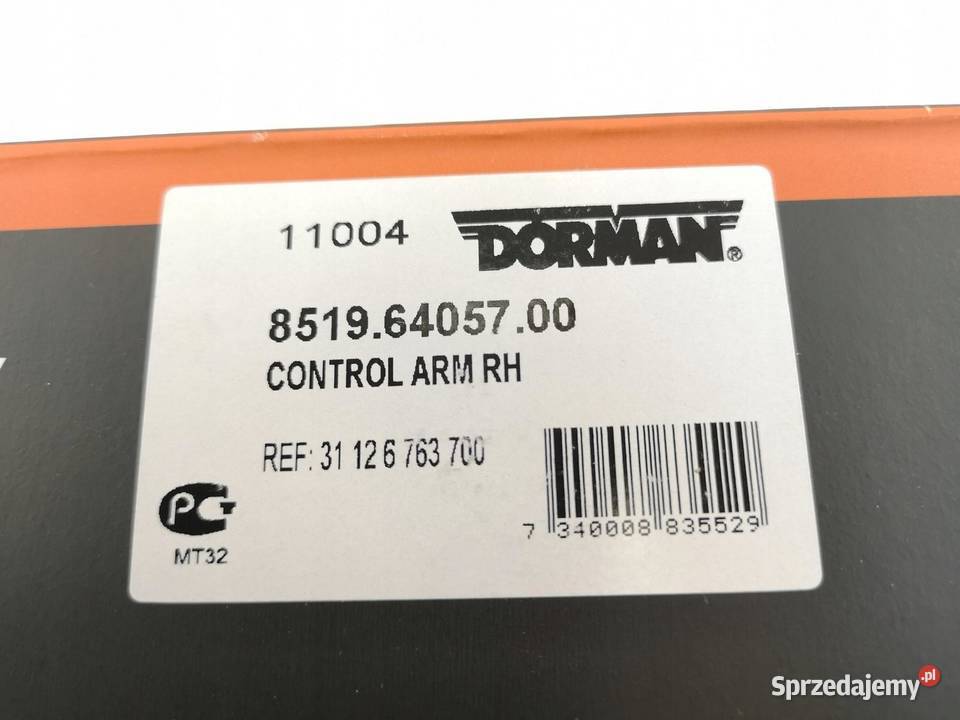 11004
DORMAN®
8519.64057.00
CONTROL ARM RH
REF: 31 12 6 763 700
7 340008 835529
PCT
MT32
Sprzedajemy.pl